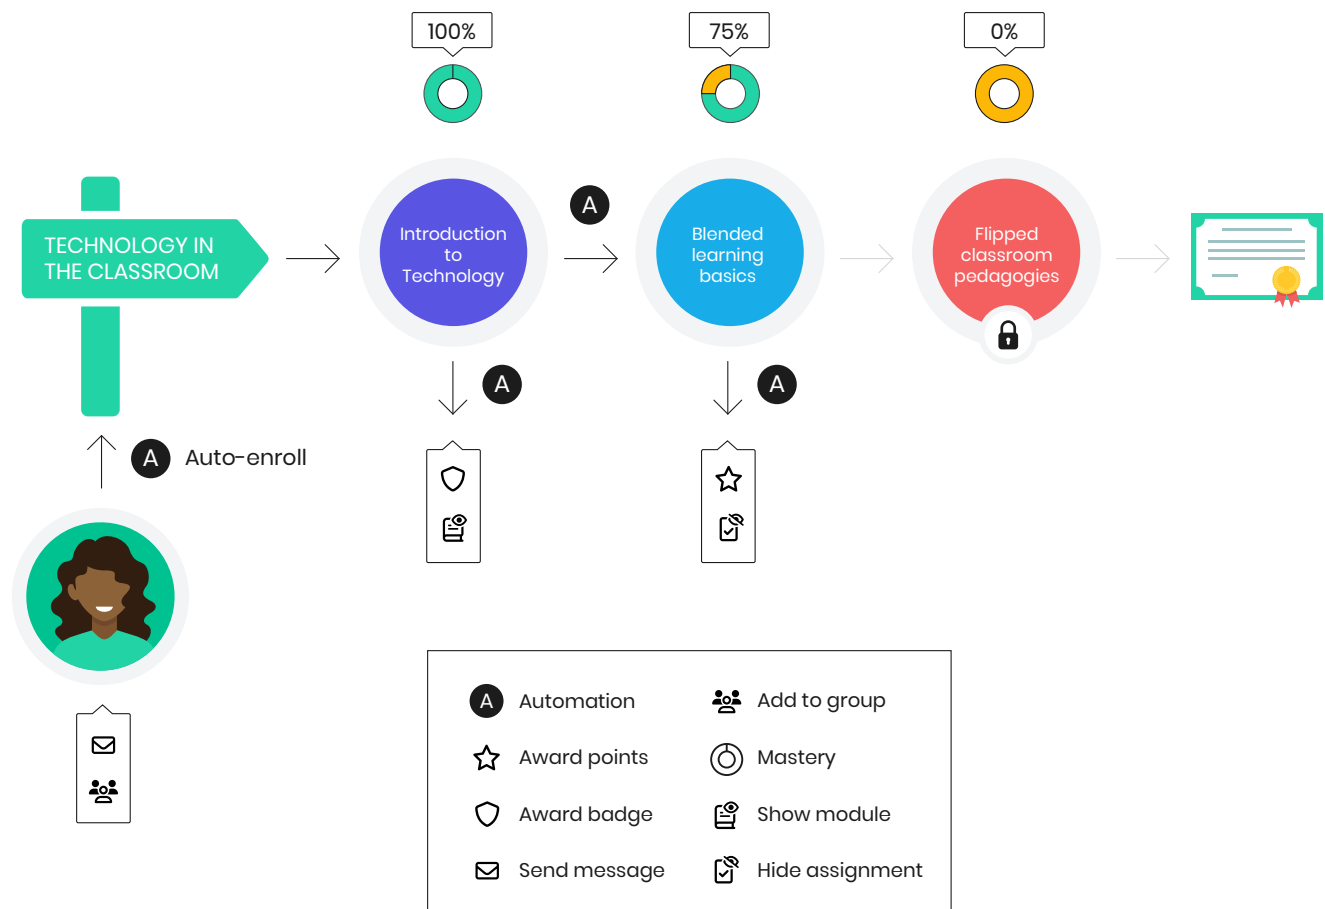 100%
75%
0%
TECHNOLOGY IN
THE CLASSROOM
Introduction
to
Technology
A
Blended
learning
basics
Flipped
classroom
pedagogies
A
A
A Auto-enroll
A Automation
Add to group
Award points
Mastery
Award badge
Show module
Send message
Hide assignment